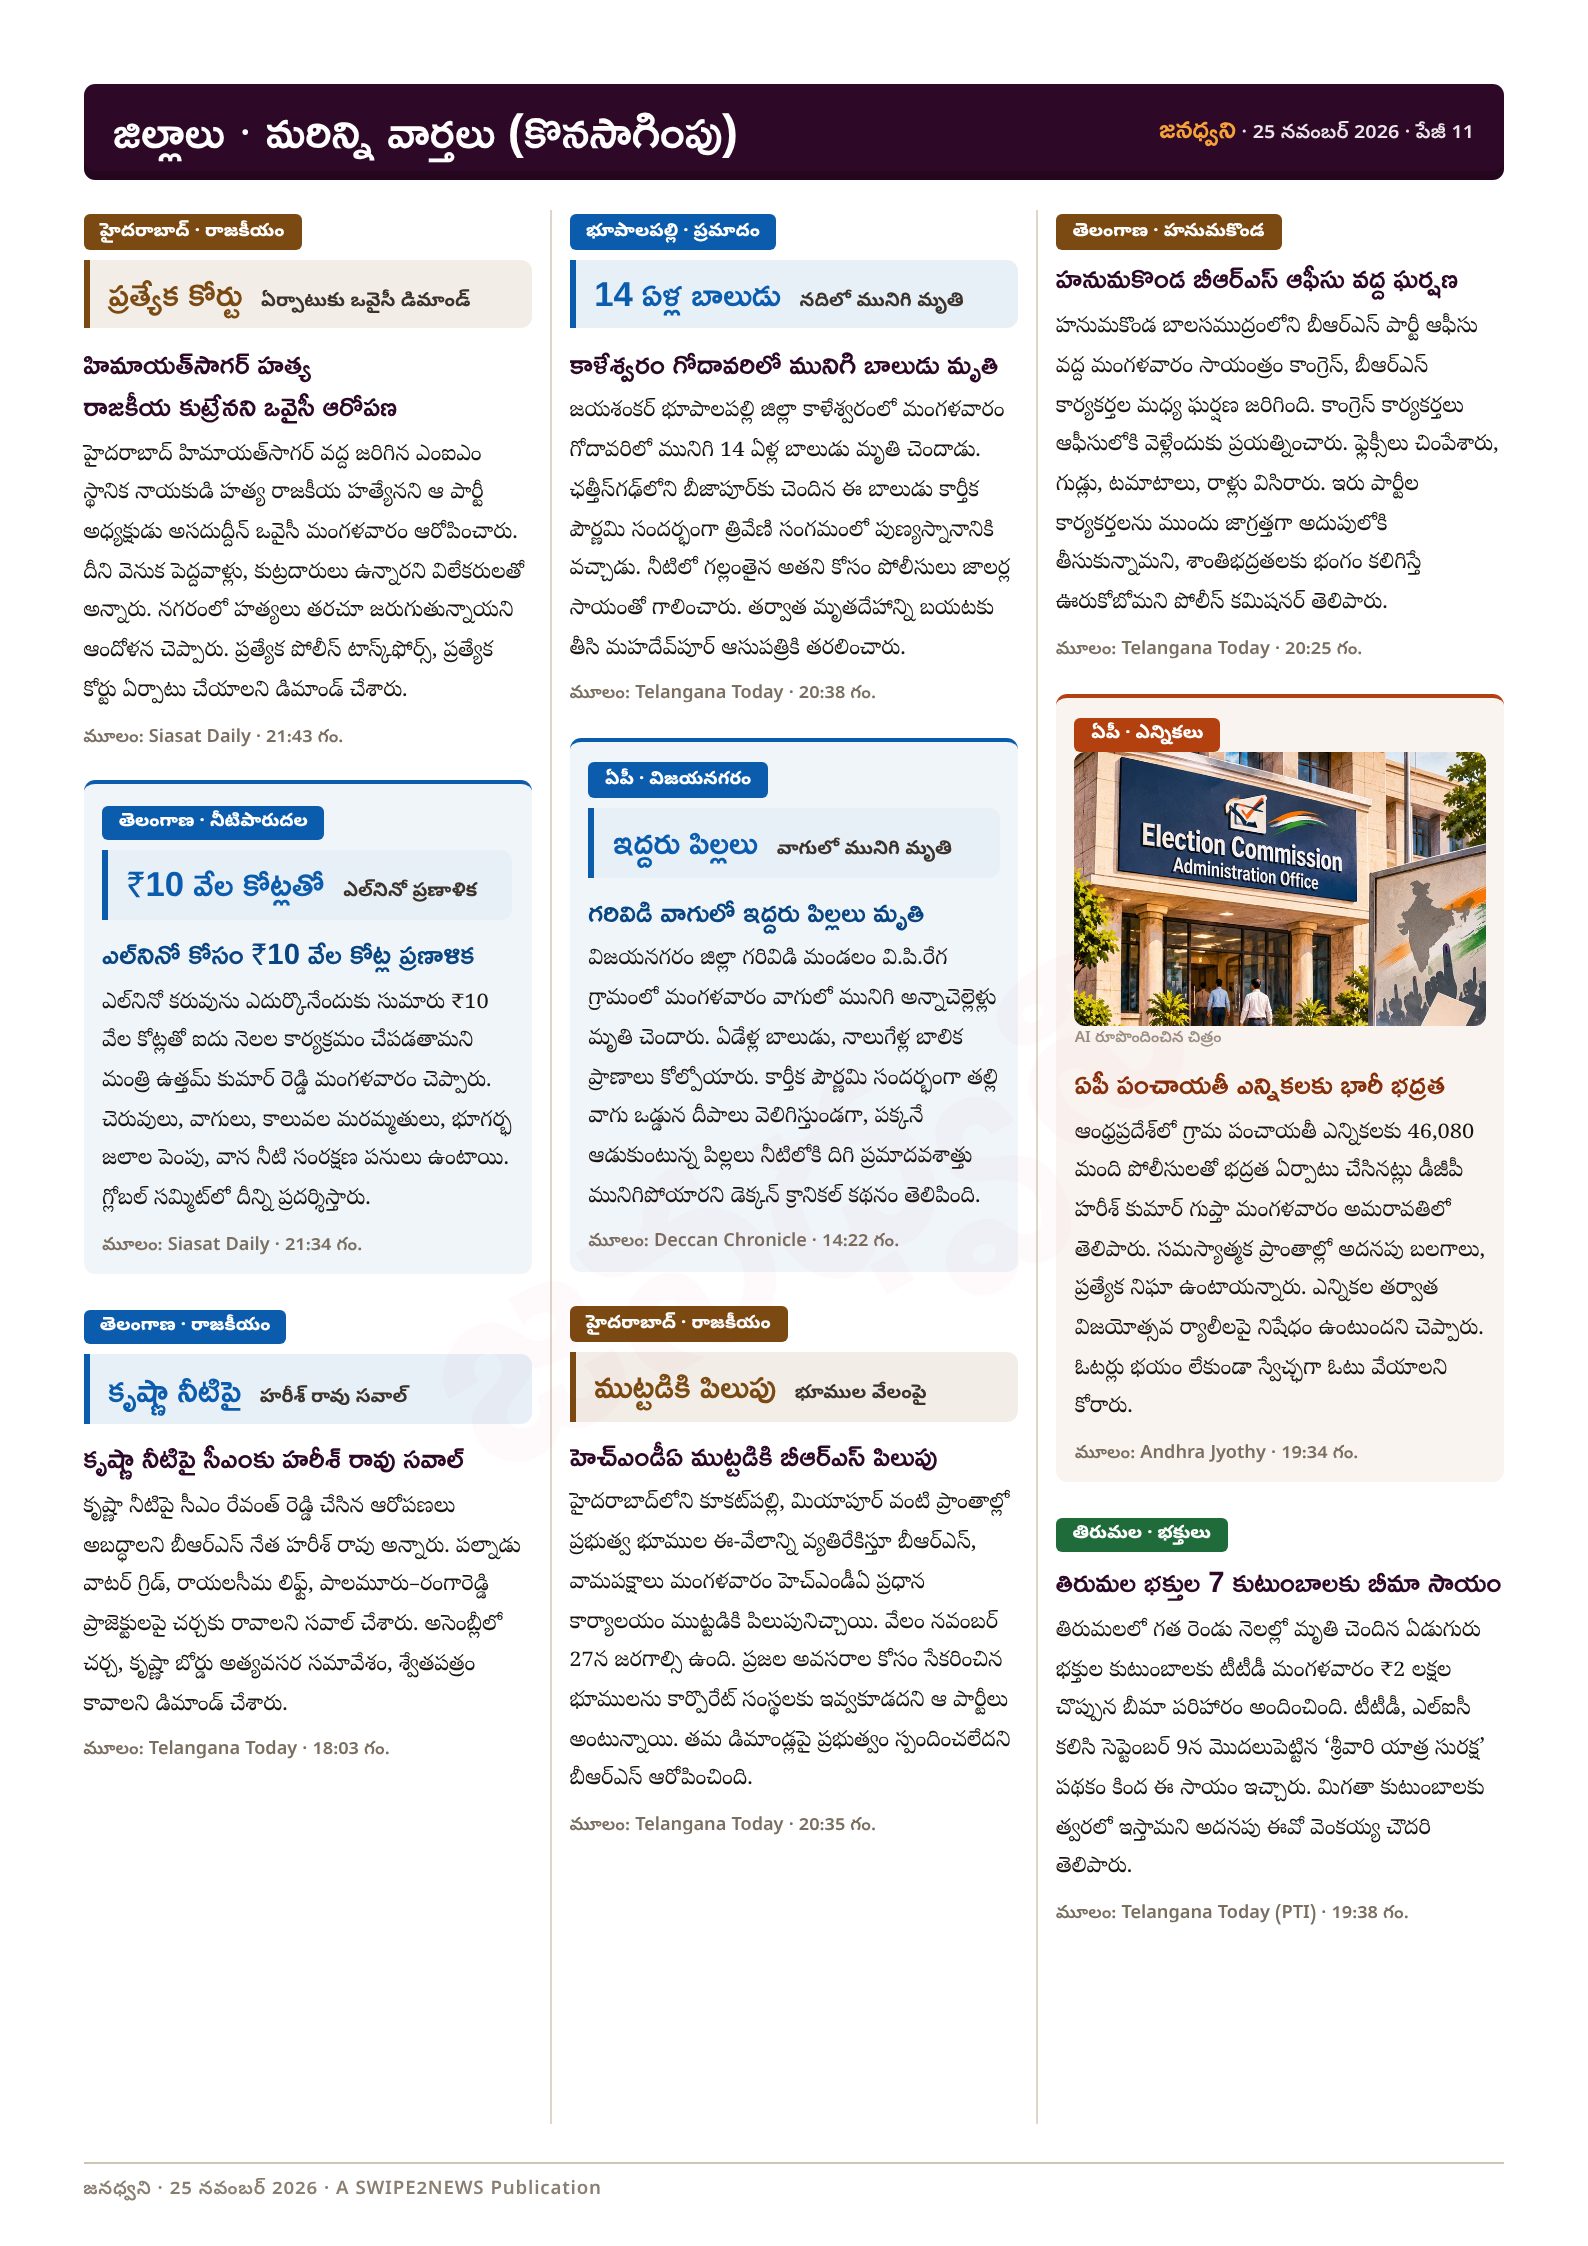 జిల్లాలు · మరిన్ని వార్తలు (కొనసాగింపు)
జనధ్వని · 25 నవంబర్ 2026 · పేజీ 11
హైదరాబాద్ · రాజకీయం
ప్రత్యేక కోర్టు ఏర్పాటుకు ఒవైసీ డిమాండ్
హిమాయత్‌సాగర్ హత్య
రాజకీయ కుట్రేనని ఒవైసీ ఆరోపణ
హైదరాబాద్ హిమాయత్‌సాగర్ వద్ద జరిగిన ఎంఐఎం
స్థానిక నాయకుడి హత్య రాజకీయ హత్యేనని ఆ పార్టీ
అధ్యక్షుడు అసదుద్దీన్ ఒవైసీ మంగళవారం ఆరోపించారు.
దీని వెనుక పెద్దవాళ్లు, కుట్రదారులు ఉన్నారని విలేకరులతో
అన్నారు. నగరంలో హత్యలు తరచూ జరుగుతున్నాయని
ఆందోళన చెప్పారు. ప్రత్యేక పోలీస్ టాస్క్‌ఫోర్స్, ప్రత్యేక
కోర్టు ఏర్పాటు చేయాలని డిమాండ్ చేశారు.
మూలం: Siasat Daily · 21:43 గం.
తెలంగాణ · నీటిపారుదల
₹10 వేల కోట్లతో ఎల్‌నినో ప్రణాళిక
ఎల్‌నినో కోసం ₹10 వేల కోట్ల ప్రణాళిక
ఎల్‌నినో కరువును ఎదుర్కొనేందుకు సుమారు ₹10
వేల కోట్లతో ఐదు నెలల కార్యక్రమం చేపడతామని
మంత్రి ఉత్తమ్ కుమార్ రెడ్డి మంగళవారం చెప్పారు.
చెరువులు, వాగులు, కాలువల మరమ్మతులు, భూగర్భ
జలాల పెంపు, వాన నీటి సంరక్షణ పనులు ఉంటాయి.
గ్లోబల్ సమ్మిట్‌లో దీన్ని ప్రదర్శిస్తారు.
మూలం: Siasat Daily · 21:34 గం.
తెలంగాణ · రాజకీయం
కృష్ణా నీటిపై హరీశ్ రావు సవాల్
కృష్ణా నీటిపై సీఎంకు హరీశ్ రావు సవాల్
కృష్ణా నీటిపై సీఎం రేవంత్ రెడ్డి చేసిన ఆరోపణలు
అబద్ధాలని బీఆర్ఎస్ నేత హరీశ్ రావు అన్నారు. పల్నాడు
వాటర్ గ్రిడ్, రాయలసీమ లిఫ్ట్, పాలమూరు–రంగారెడ్డి
ప్రాజెక్టులపై చర్చకు రావాలని సవాల్ చేశారు. అసెంబ్లీలో
చర్చ, కృష్ణా బోర్డు అత్యవసర సమావేశం, శ్వేతపత్రం
కావాలని డిమాండ్ చేశారు.
మూలం: Telangana Today · 18:03 గం.
భూపాలపల్లి · ప్రమాదం
14 ఏళ్ల బాలుడు నదిలో మునిగి మృతి
కాళేశ్వరం గోదావరిలో మునిగి బాలుడు మృతి
జయశంకర్ భూపాలపల్లి జిల్లా కాళేశ్వరంలో మంగళవారం
గోదావరిలో మునిగి 14 ఏళ్ల బాలుడు మృతి చెందాడు.
ఛత్తీస్‌గఢ్‌లోని బీజాపూర్‌కు చెందిన ఈ బాలుడు కార్తీక
పౌర్ణమి సందర్భంగా త్రివేణి సంగమంలో పుణ్యస్నానానికి
వచ్చాడు. నీటిలో గల్లంతైన అతని కోసం పోలీసులు జాలర్ల
సాయంతో గాలించారు. తర్వాత మృతదేహాన్ని బయటకు
తీసి మహదేవ్‌పూర్ ఆసుపత్రికి తరలించారు.
మూలం: Telangana Today · 20:38 గం.
ఏపీ · విజయనగరం
ఇద్దరు పిల్లలు వాగులో మునిగి మృతి
గరివిడి వాగులో ఇద్దరు పిల్లలు మృతి
విజయనగరం జిల్లా గరివిడి మండలం వి.పి.రేగ
గ్రామంలో మంగళవారం వాగులో మునిగి అన్నాచెల్లెళ్లు
మృతి చెందారు. ఏడేళ్ల బాలుడు, నాలుగేళ్ల బాలిక
ప్రాణాలు కోల్పోయారు. కార్తీక పౌర్ణమి సందర్భంగా తల్లి
వాగు ఒడ్డున దీపాలు వెలిగిస్తుండగా, పక్కనే
ఆడుకుంటున్న పిల్లలు నీటిలోకి దిగి ప్రమాదవశాత్తు
మునిగిపోయారని డెక్కన్ క్రానికల్ కథనం తెలిపింది.
మూలం: Deccan Chronicle · 14:22 గం.
హైదరాబాద్ · రాజకీయం
ముట్టడికి పిలుపు భూముల వేలంపై
హెచ్ఎండీఏ ముట్టడికి బీఆర్ఎస్ పిలుపు
హైదరాబాద్‌లోని కూకట్‌పల్లి, మియాపూర్ వంటి ప్రాంతాల్లో
ప్రభుత్వ భూముల ఈ-వేలాన్ని వ్యతిరేకిస్తూ బీఆర్ఎస్,
వామపక్షాలు మంగళవారం హెచ్ఎండీఏ ప్రధాన
కార్యాలయం ముట్టడికి పిలుపునిచ్చాయి. వేలం నవంబర్
27న జరగాల్సి ఉంది. ప్రజల అవసరాల కోసం సేకరించిన
భూములను కార్పొరేట్ సంస్థలకు ఇవ్వకూడదని ఆ పార్టీలు
అంటున్నాయి. తమ డిమాండ్లపై ప్రభుత్వం స్పందించలేదని
బీఆర్ఎస్ ఆరోపించింది.
మూలం: Telangana Today · 20:35 గం.
తెలంగాణ · హనుమకొండ
హనుమకొండ బీఆర్ఎస్ ఆఫీసు వద్ద ఘర్షణ
హనుమకొండ బాలసముద్రంలోని బీఆర్ఎస్ పార్టీ ఆఫీసు
వద్ద మంగళవారం సాయంత్రం కాంగ్రెస్, బీఆర్ఎస్
కార్యకర్తల మధ్య ఘర్షణ జరిగింది. కాంగ్రెస్ కార్యకర్తలు
ఆఫీసులోకి వెళ్లేందుకు ప్రయత్నించారు. ఫ్లెక్సీలు చింపేశారు,
గుడ్లు, టమాటాలు, రాళ్లు విసిరారు. ఇరు పార్టీల
కార్యకర్తలను ముందు జాగ్రత్తగా అదుపులోకి
తీసుకున్నామని, శాంతిభద్రతలకు భంగం కలిగిస్తే
ఊరుకోబోమని పోలీస్ కమిషనర్ తెలిపారు.
మూలం: Telangana Today · 20:25 గం.
ఏపీ · ఎన్నికలు
Election Commission
Administration Office
AI రూపొందించిన చిత్రం
ఏపీ పంచాయతీ ఎన్నికలకు భారీ భద్రత
ఆంధ్రప్రదేశ్‌లో గ్రామ పంచాయతీ ఎన్నికలకు 46,080
మంది పోలీసులతో భద్రత ఏర్పాటు చేసినట్లు డీజీపీ
హరీశ్ కుమార్ గుప్తా మంగళవారం అమరావతిలో
తెలిపారు. సమస్యాత్మక ప్రాంతాల్లో అదనపు బలగాలు,
ప్రత్యేక నిఘా ఉంటాయన్నారు. ఎన్నికల తర్వాత
విజయోత్సవ ర్యాలీలపై నిషేధం ఉంటుందని చెప్పారు.
ఓటర్లు భయం లేకుండా స్వేచ్ఛగా ఓటు వేయాలని
కోరారు.
మూలం: Andhra Jyothy · 19:34 గం.
తిరుమల · భక్తులు
తిరుమల భక్తుల 7 కుటుంబాలకు బీమా సాయం
తిరుమలలో గత రెండు నెలల్లో మృతి చెందిన ఏడుగురు
భక్తుల కుటుంబాలకు టీటీడీ మంగళవారం ₹2 లక్షల
చొప్పున బీమా పరిహారం అందించింది. టీటీడీ, ఎల్ఐసీ
కలిసి సెప్టెంబర్ 9న మొదలుపెట్టిన ‘శ్రీవారి యాత్ర సురక్ష’
పథకం కింద ఈ సాయం ఇచ్చారు. మిగతా కుటుంబాలకు
త్వరలో ఇస్తామని అదనపు ఈవో వెంకయ్య చౌదరి
తెలిపారు.
మూలం: Telangana Today (PTI) · 19:38 గం.
జనధ్వని · 25 నవంబర్ 2026 · A SWIPE2NEWS Publication
జనధ్వని